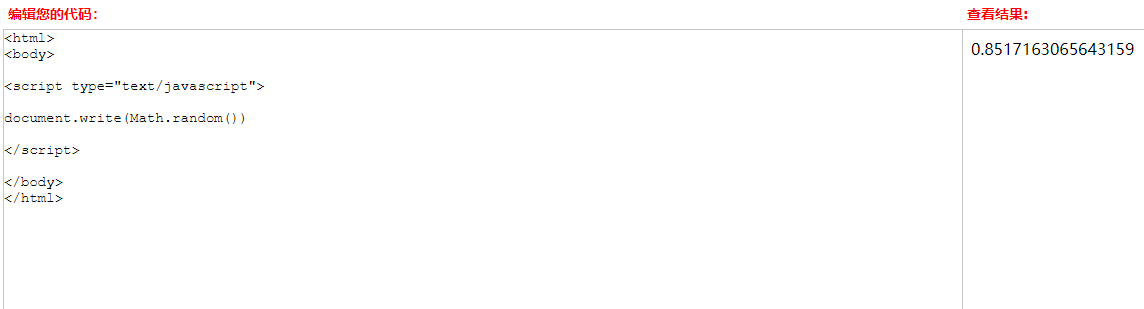 编辑您的代码：
查看结果:
<html>
<body>
<script type="text/javascript">
document.write(Math.random())
</script>
</body>
</html>
0.8517163065643159